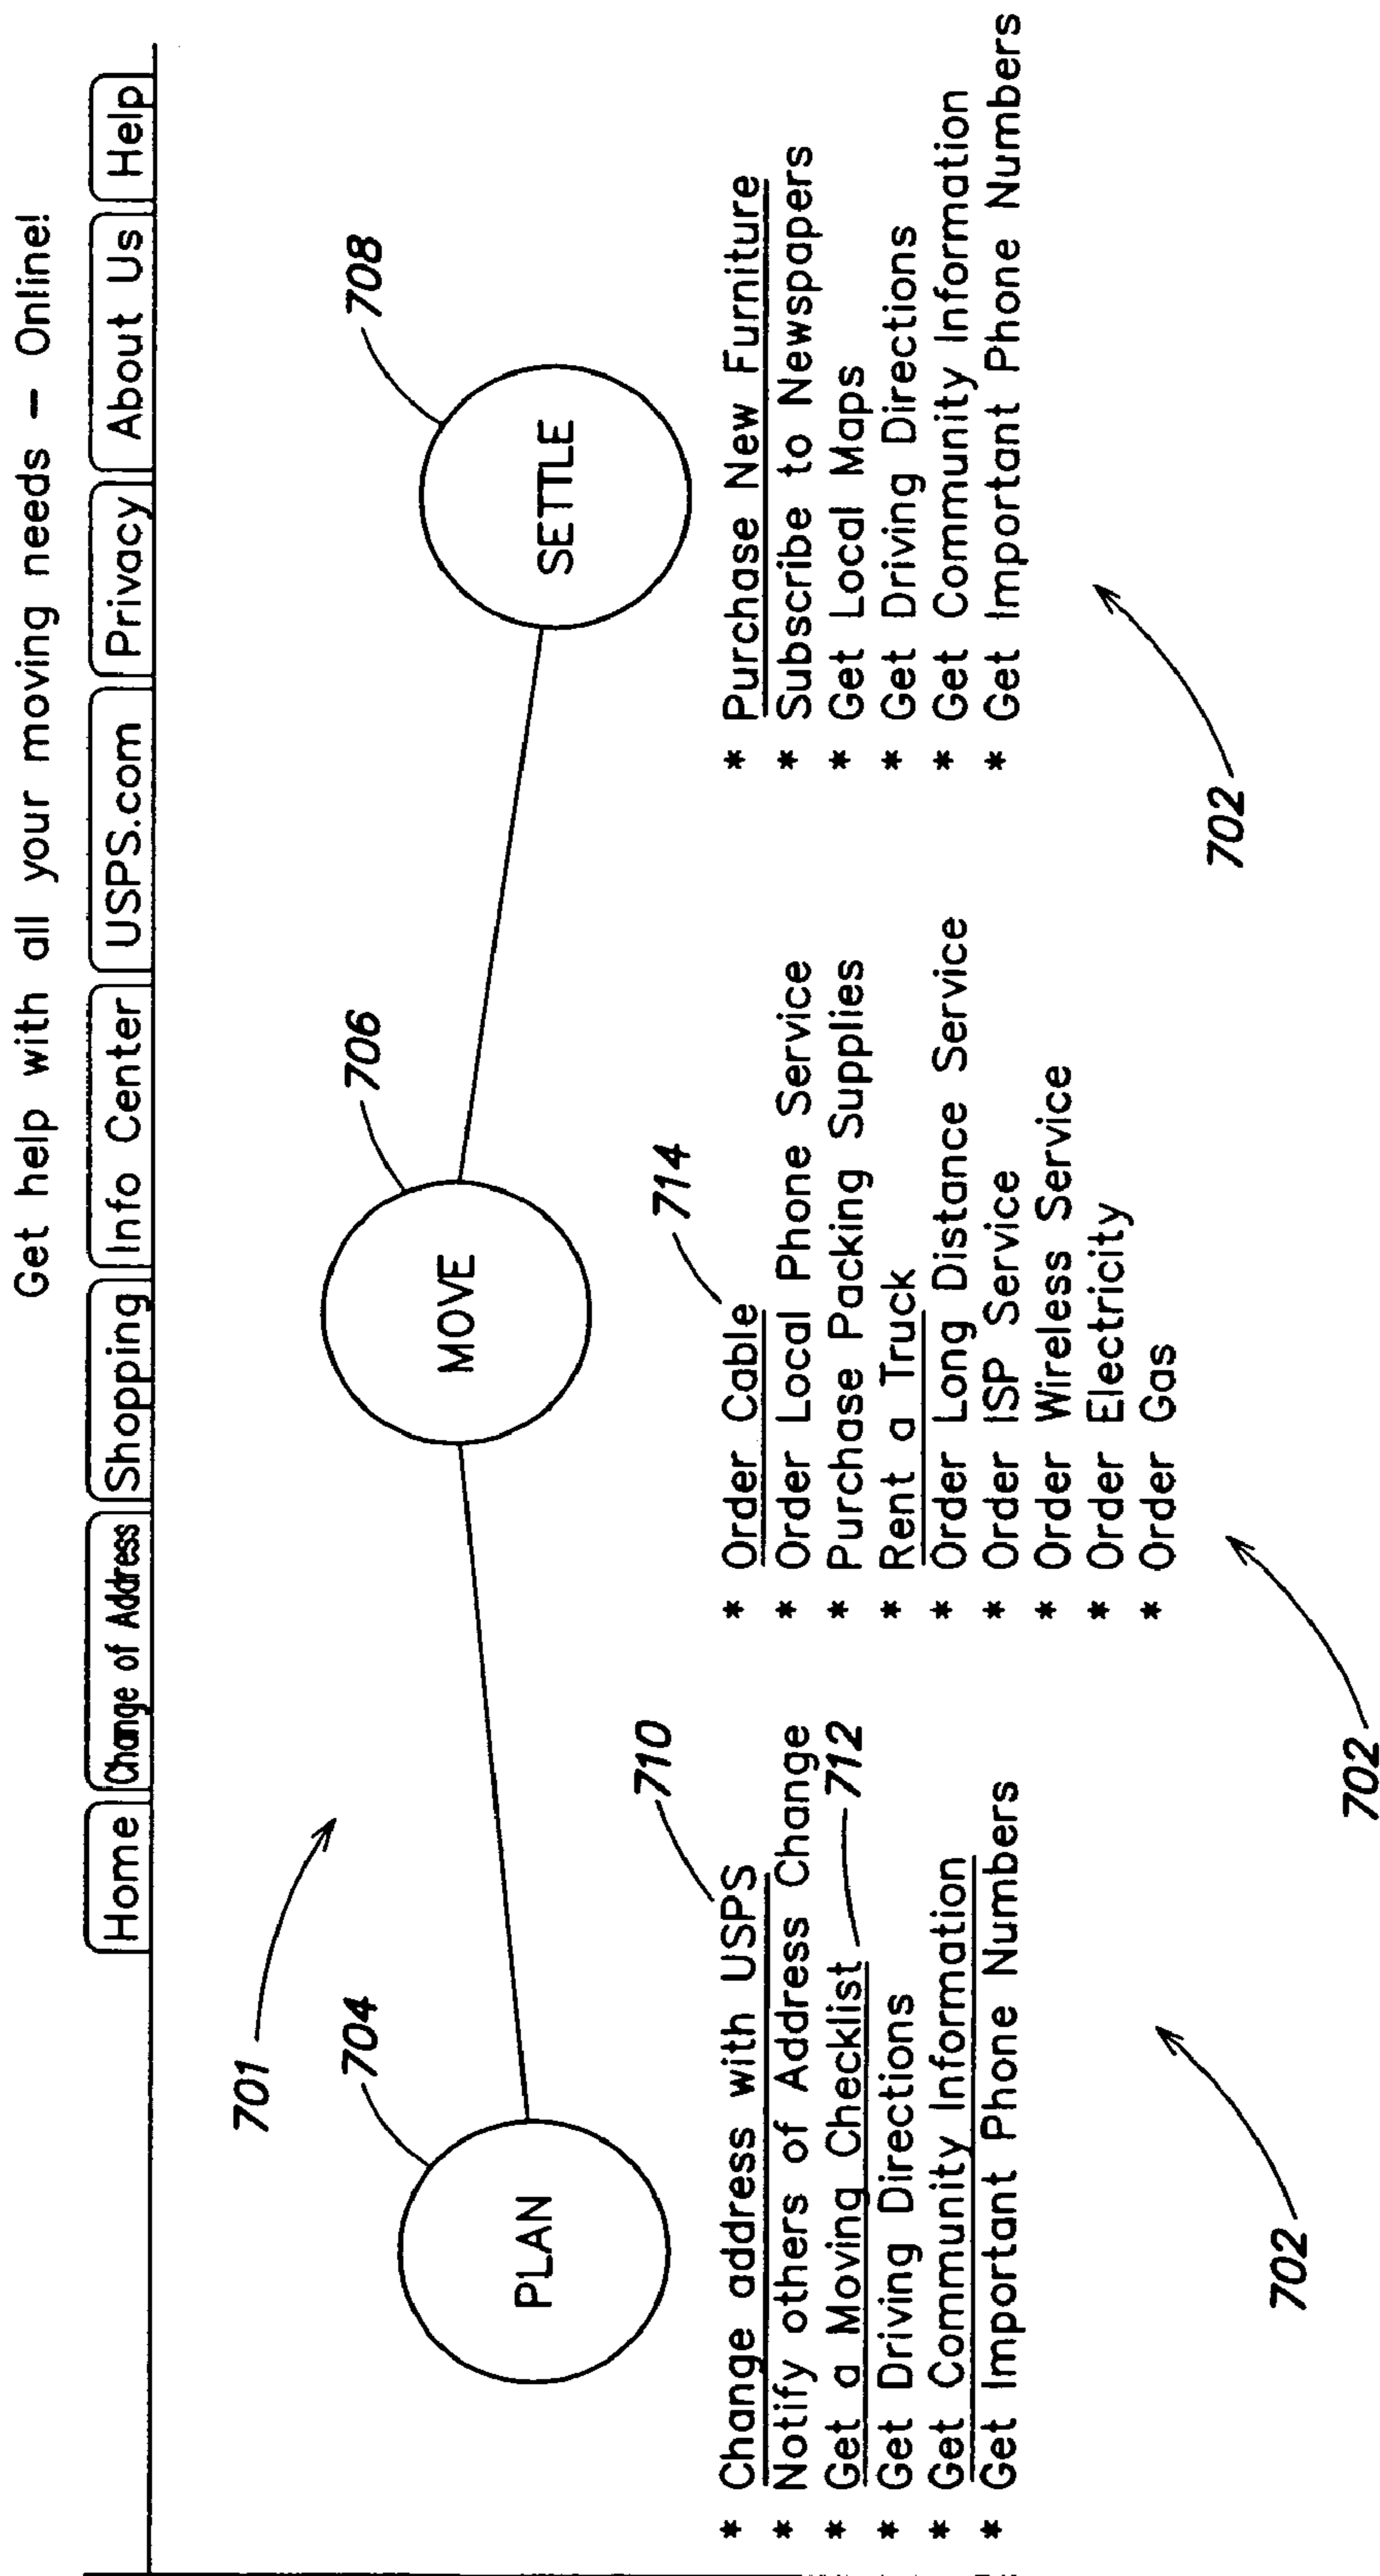 Get help with all your moving needs – Online!
Home Change of Address Shopping Info Center USPS.com Privacy About Us Help
701
704
PLAN
706
MOVE
708
SETTLE
710
* Change address with USPS
* Notify others of Address Change
* Get a Moving Checklist 712
* Get Driving Directions
* Get Community Information
* Get Important Phone Numbers
702
714
* Order Cable
* Order Local Phone Service
* Purchase Packing Supplies
* Rent a Truck
* Order Long Distance Service
* Order ISP Service
* Order Wireless Service
* Order Electricity
* Order Gas
702
* Purchase New Furniture
* Subscribe to Newspapers
* Get Local Maps
* Get Driving Directions
* Get Community Information
* Get Important Phone Numbers
702